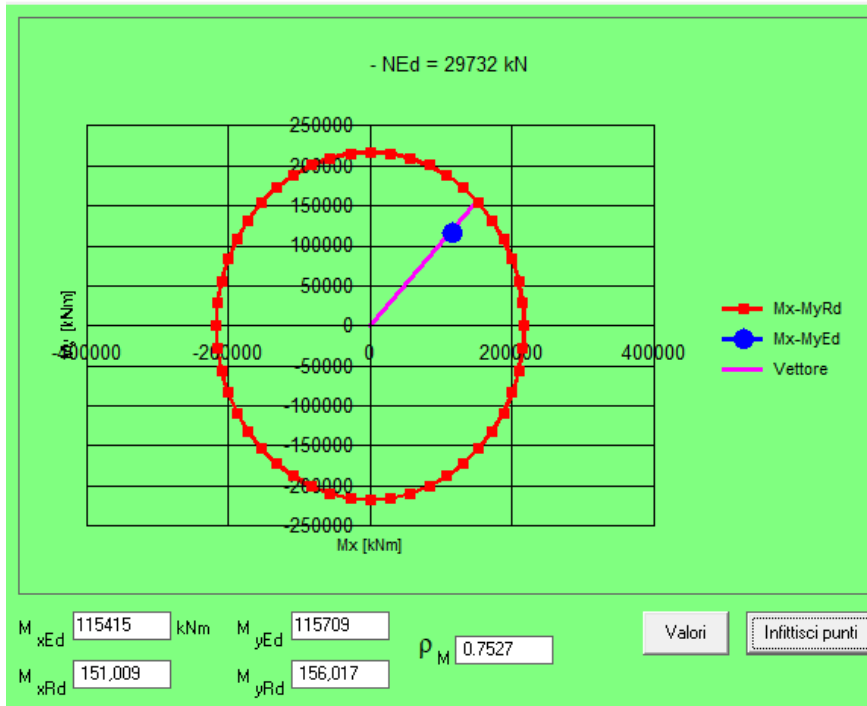 - NEd = 29732 kN
250000
200000
150000
100000
50000
0
-50000
-100000
-150000
-200000
-250000
-400000 -200000 0 200000 400000
[kNm]
Mx [kNm]
Mx-MyRd
Mx-MyEd
Vettore
M xEd 115415 kNm M yEd 115709
M xRd 151,009 M yRd 156,017
ρ M 0.7527
Valori Infittisci punti